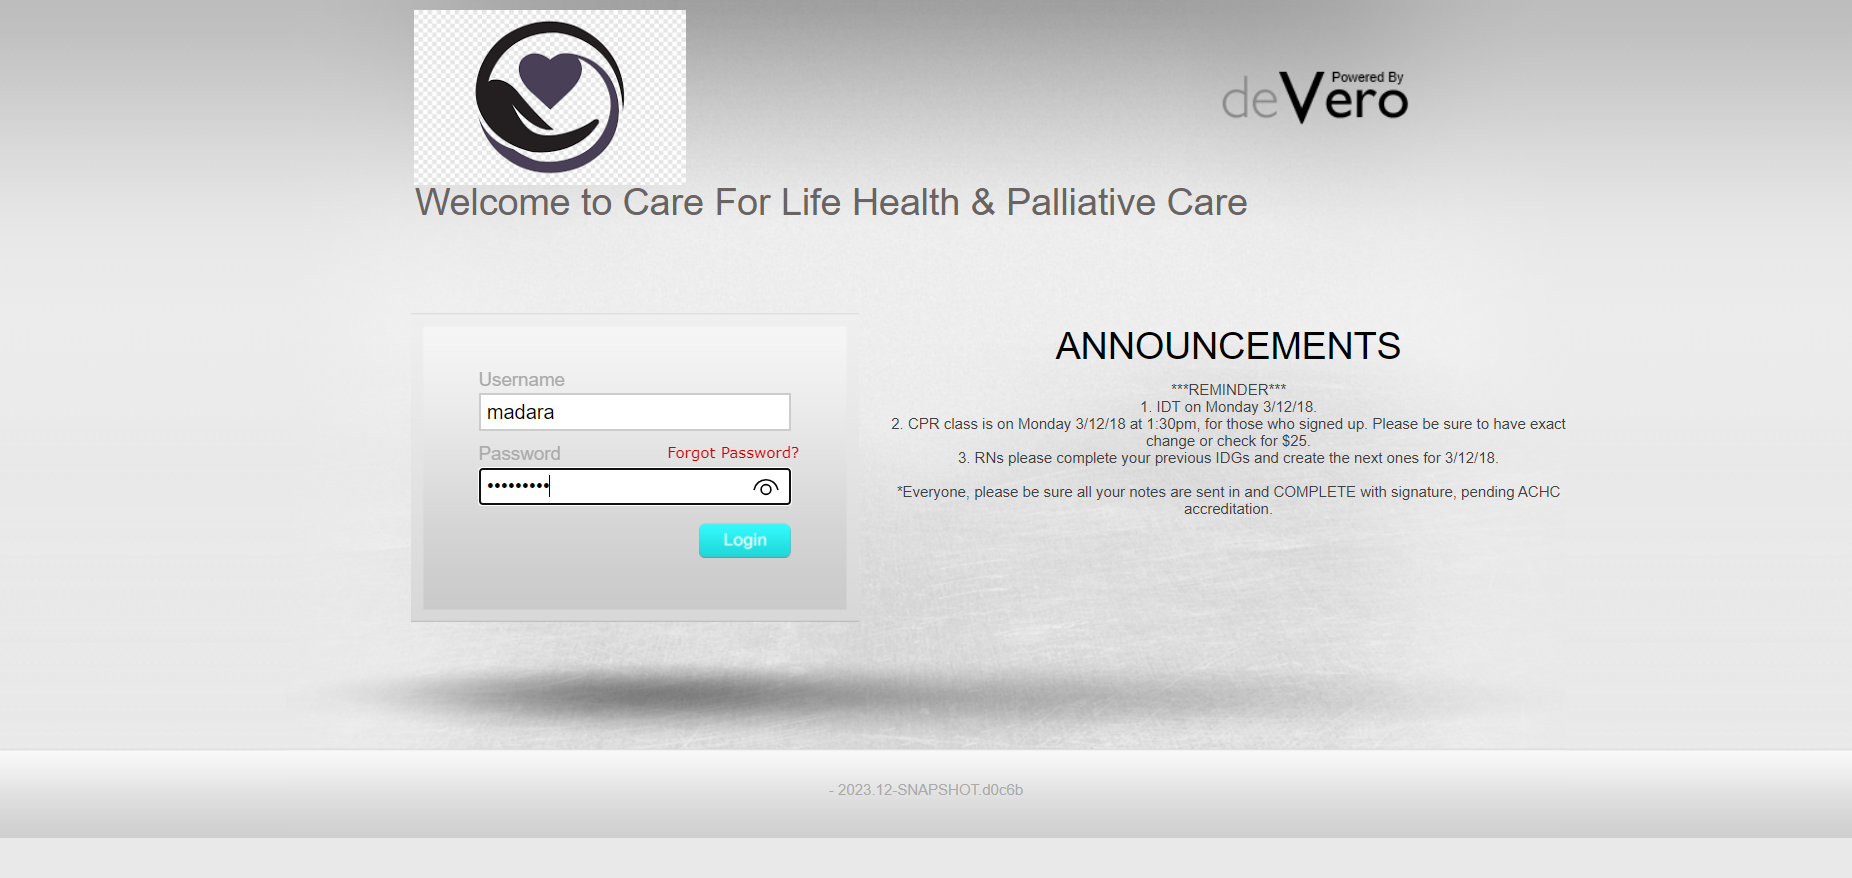 Powered By
deVero
Welcome to Care For Life Health & Palliative Care
Username
madara
Password
Forgot Password?
•••••••••
Login
ANNOUNCEMENTS
***REMINDER***
1. IDT on Monday 3/12/18.
2. CPR class is on Monday 3/12/18 at 1:30pm, for those who signed up. Please be sure to have exact
change or check for $25.
3. RNs please complete your previous IDGs and create the next ones for 3/12/18.
*Everyone, please be sure all your notes are sent in and COMPLETE with signature, pending ACHC
accreditation.
- 2023.12-SNAPSHOT.d0c6b